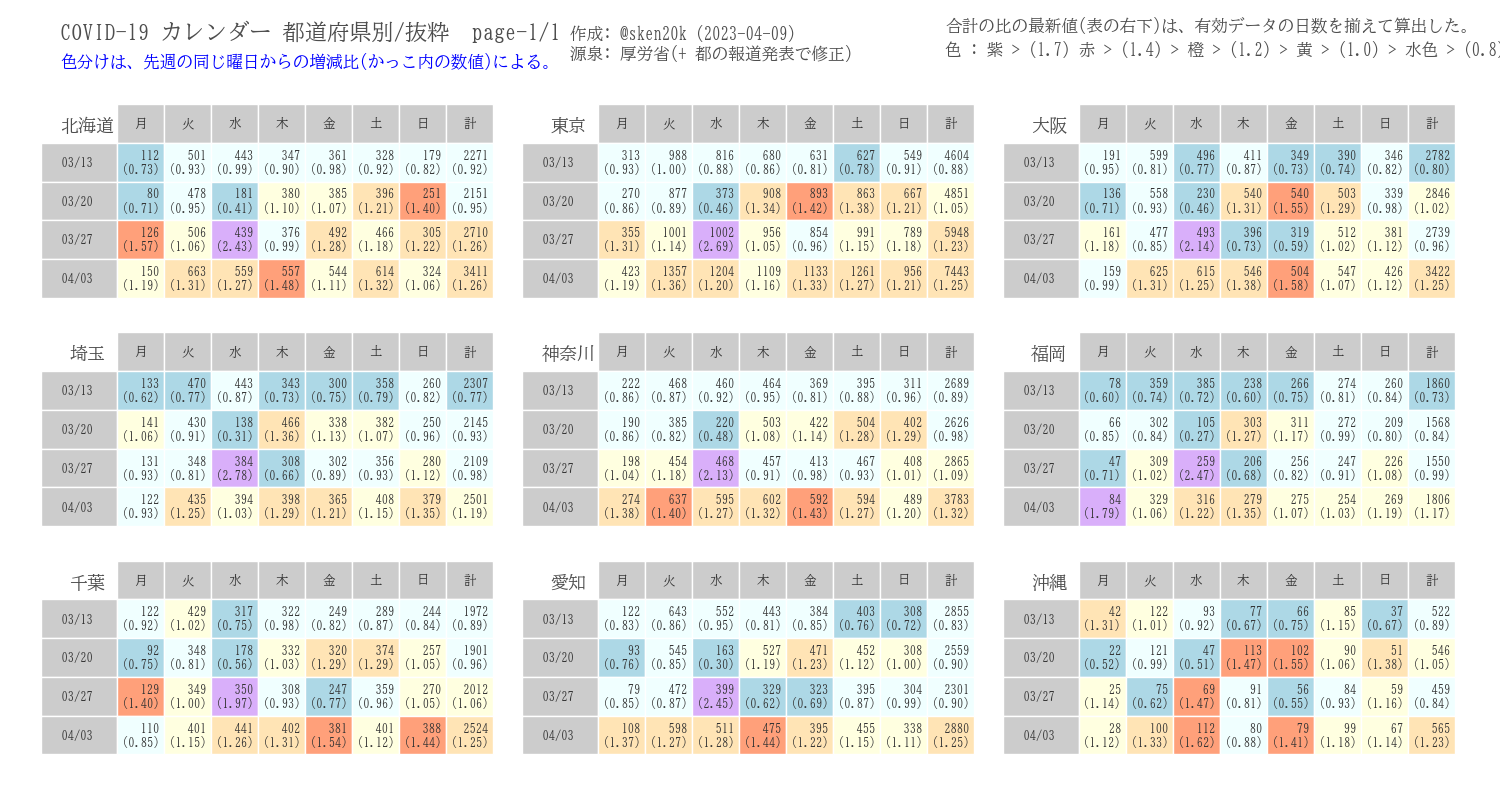 COVID-19 カレンダー 都道府県別/抜粋 page-1/1
色分けは、先週の同じ曜日からの増減比(かっこ内の数値)による。
作成: @sken20k (2023-04-09)
源泉: 厚労省(+ 都の報道発表で修正)
合計の比の最新値(表の右下)は、有効データの日数を揃えて算出した。
色 : 紫 > (1.7) 赤 > (1.4) 橙 > (1.2) 黄 > (1.0) 水色 > (0.8)
北海道 月 火 水 木 金 土 日 計
03/13 112 501 443 347 361 328 179 2271
(0.73) (0.93) (0.99) (0.90) (0.98) (0.92) (0.82) (0.92)
03/20 80 478 181 380 385 396 251 2151
(0.71) (0.95) (0.41) (1.10) (1.07) (1.21) (1.40) (0.95)
03/27 126 506 439 376 492 466 305 2710
(1.57) (1.06) (2.43) (0.99) (1.28) (1.18) (1.22) (1.26)
04/03 150 663 559 557 544 614 324 3411
(1.19) (1.31) (1.27) (1.48) (1.11) (1.32) (1.06) (1.26)
東京 月 火 水 木 金 土 日 計
03/13 313 988 816 680 631 627 549 4604
(0.93) (1.00) (0.88) (0.86) (0.81) (0.78) (0.91) (0.88)
03/20 270 877 373 908 893 863 667 4851
(0.86) (0.89) (0.46) (1.34) (1.42) (1.38) (1.21) (1.05)
03/27 355 1001 1002 956 854 991 789 5948
(1.31) (1.14) (2.69) (1.05) (0.96) (1.15) (1.18) (1.23)
04/03 423 1357 1204 1109 1133 1261 956 7443
(1.19) (1.36) (1.20) (1.16) (1.33) (1.27) (1.21) (1.25)
大阪 月 火 水 木 金 土 日 計
03/13 191 599 496 411 349 390 346 2782
(0.95) (0.81) (0.77) (0.87) (0.73) (0.74) (0.82) (0.80)
03/20 136 558 230 540 540 503 339 2846
(0.71) (0.93) (0.46) (1.31) (1.55) (1.29) (0.98) (1.02)
03/27 161 477 493 396 319 512 381 2739
(1.18) (0.85) (2.14) (0.73) (0.59) (1.02) (1.12) (0.96)
04/03 159 625 615 546 504 547 426 3422
(0.99) (1.31) (1.25) (1.38) (1.58) (1.07) (1.12) (1.25)
埼玉 月 火 水 木 金 土 日 計
03/13 133 470 443 343 300 358 260 2307
(0.62) (0.77) (0.87) (0.73) (0.75) (0.79) (0.82) (0.77)
03/20 141 430 138 466 338 382 250 2145
(1.06) (0.91) (0.31) (1.36) (1.13) (1.07) (0.96) (0.93)
03/27 131 348 384 308 302 356 280 2109
(0.93) (0.81) (2.78) (0.66) (0.89) (0.93) (1.12) (0.98)
04/03 122 435 394 398 365 408 379 2501
(0.93) (1.25) (1.03) (1.29) (1.21) (1.15) (1.35) (1.19)
神奈川 月 火 水 木 金 土 日 計
03/13 222 468 460 464 369 395 311 2689
(0.86) (0.87) (0.92) (0.95) (0.81) (0.88) (0.96) (0.89)
03/20 190 385 220 503 422 504 402 2626
(0.86) (0.82) (0.48) (1.08) (1.14) (1.28) (1.29) (0.98)
03/27 198 454 468 457 413 467 408 2865
(1.04) (1.18) (2.13) (0.91) (0.98) (0.93) (1.01) (1.09)
04/03 274 637 595 602 592 594 489 3783
(1.38) (1.40) (1.27) (1.32) (1.43) (1.27) (1.20) (1.32)
福岡 月 火 水 木 金 土 日 計
03/13 78 359 385 238 266 274 260 1860
(0.60) (0.74) (0.72) (0.60) (0.75) (0.81) (0.84) (0.73)
03/20 66 302 105 303 311 272 209 1568
(0.85) (0.84) (0.27) (1.27) (1.17) (0.99) (0.80) (0.84)
03/27 47 309 259 206 256 247 226 1550
(0.71) (1.02) (2.47) (0.68) (0.82) (0.91) (1.08) (0.99)
04/03 84 329 316 279 275 254 269 1806
(1.79) (1.06) (1.22) (1.35) (1.07) (1.03) (1.19) (1.17)
千葉 月 火 水 木 金 土 日 計
03/13 122 429 317 322 249 289 244 1972
(0.92) (1.02) (0.75) (0.98) (0.82) (0.87) (0.84) (0.89)
03/20 92 348 178 332 320 374 257 1901
(0.75) (0.81) (0.56) (1.03) (1.29) (1.29) (1.05) (0.96)
03/27 129 349 350 308 247 359 270 2012
(1.40) (1.00) (1.97) (0.93) (0.77) (0.96) (1.05) (1.06)
04/03 110 401 441 402 381 401 388 2524
(0.85) (1.15) (1.26) (1.31) (1.54) (1.12) (1.44) (1.25)
愛知 月 火 水 木 金 土 日 計
03/13 122 643 552 443 384 403 308 2855
(0.83) (0.86) (0.95) (0.81) (0.85) (0.76) (0.72) (0.83)
03/20 93 545 163 527 471 452 308 2559
(0.76) (0.85) (0.30) (1.19) (1.23) (1.12) (1.00) (0.90)
03/27 79 472 399 329 323 395 304 2301
(0.85) (0.87) (2.45) (0.62) (0.69) (0.87) (0.99) (0.90)
04/03 108 598 511 475 395 455 338 2880
(1.37) (1.27) (1.28) (1.44) (1.22) (1.15) (1.11) (1.25)
沖縄 月 火 水 木 金 土 日 計
03/13 42 122 93 77 66 85 37 522
(1.31) (1.01) (0.92) (0.67) (0.75) (1.15) (0.67) (0.89)
03/20 22 121 47 113 102 90 51 546
(0.52) (0.99) (0.51) (1.47) (1.55) (1.06) (1.38) (1.05)
03/27 25 75 69 91 56 84 59 459
(1.14) (0.62) (1.47) (0.81) (0.55) (0.93) (1.16) (0.84)
04/03 28 100 112 80 79 99 67 565
(1.12) (1.33) (1.62) (0.88) (1.41) (1.18) (1.14) (1.23)